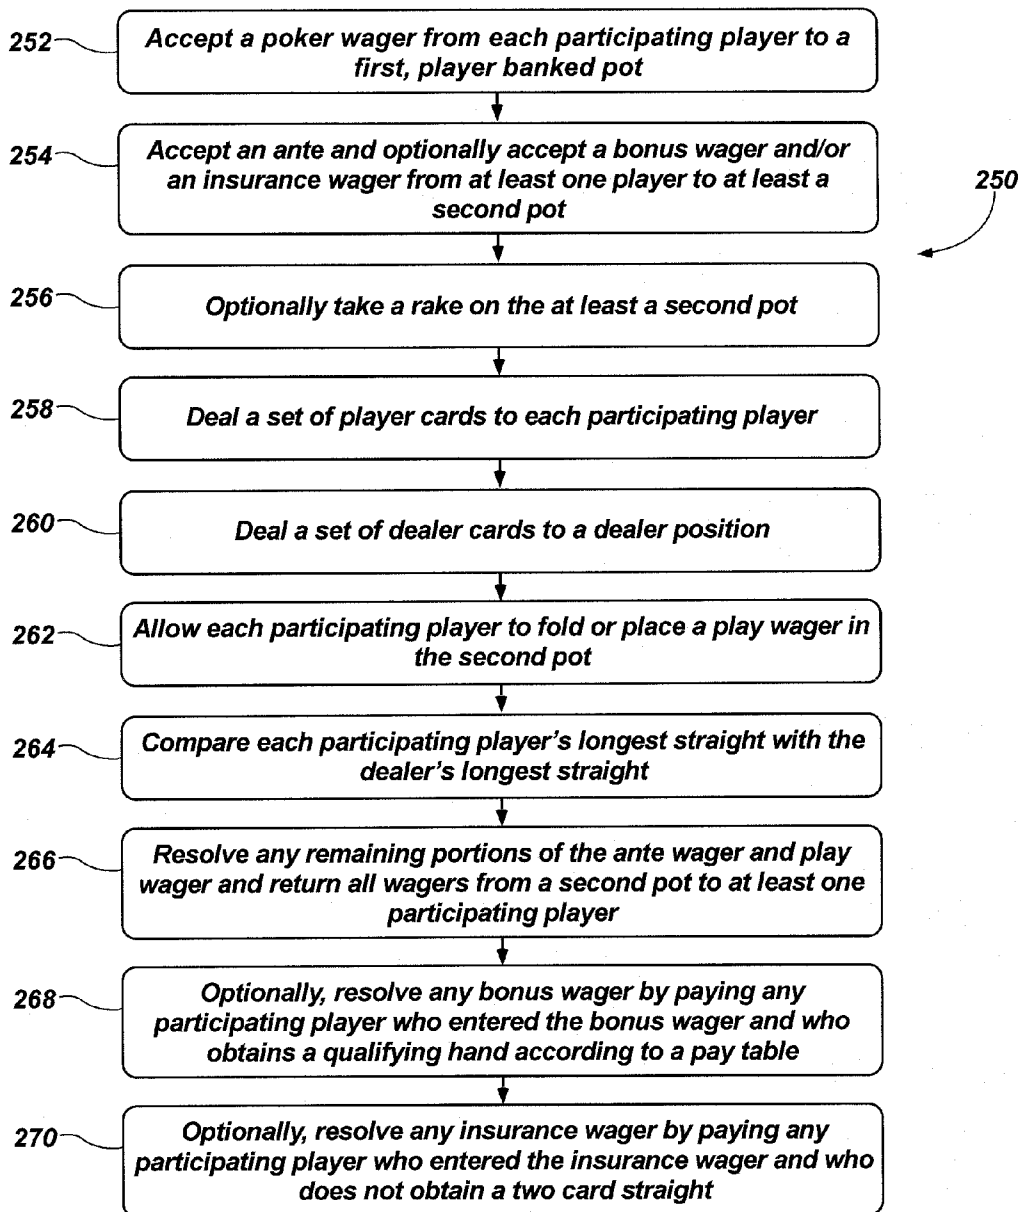 252
Accept a poker wager from each participating player to a
first, player banked pot
254
Accept an ante and optionally accept a bonus wager and/or
an insurance wager from at least one player to at least a
second pot
250
256
Optionally take a rake on the at least a second pot
258
Deal a set of player cards to each participating player
260
Deal a set of dealer cards to a dealer position
262
Allow each participating player to fold or place a play wager in
the second pot
264
Compare each participating player's longest straight with the
dealer's longest straight
266
Resolve any remaining portions of the ante wager and play
wager and return all wagers from a second pot to at least one
participating player
268
Optionally, resolve any bonus wager by paying any
participating player who entered the bonus wager and who
obtains a qualifying hand according to a pay table
270
Optionally, resolve any insurance wager by paying any
participating player who entered the insurance wager and who
does not obtain a two card straight